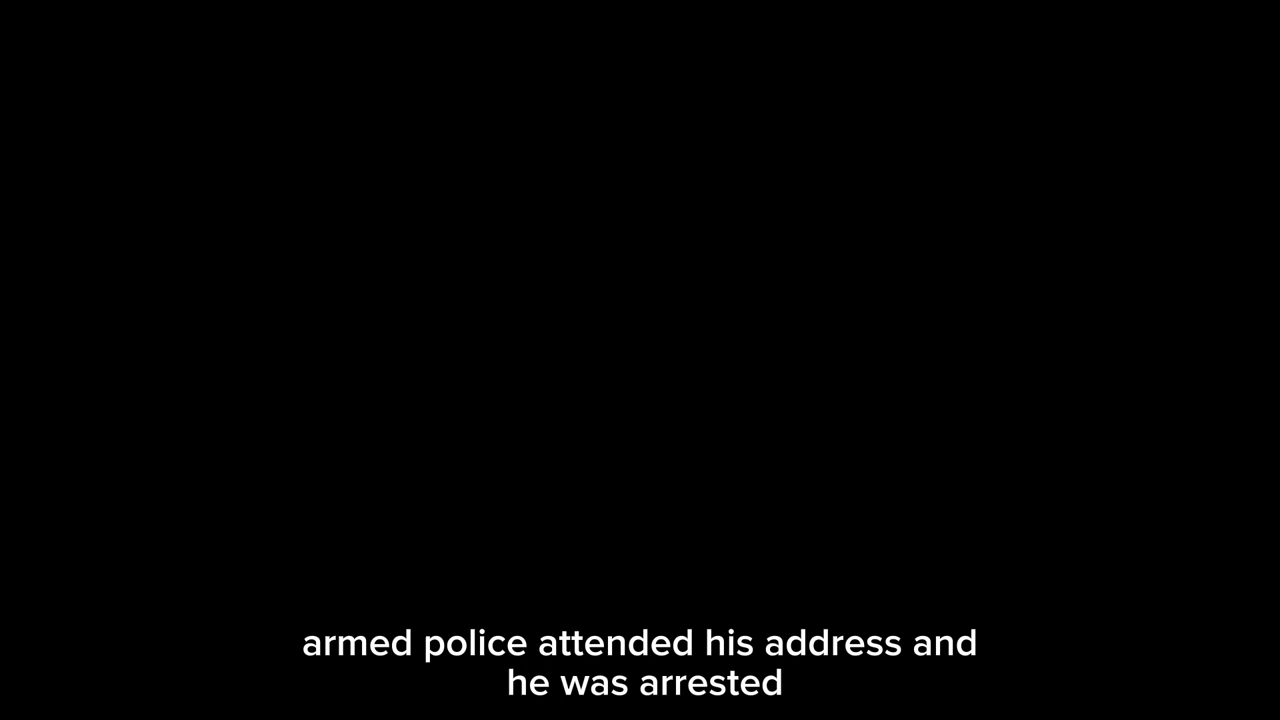 armed police attended his address and
he was arrested